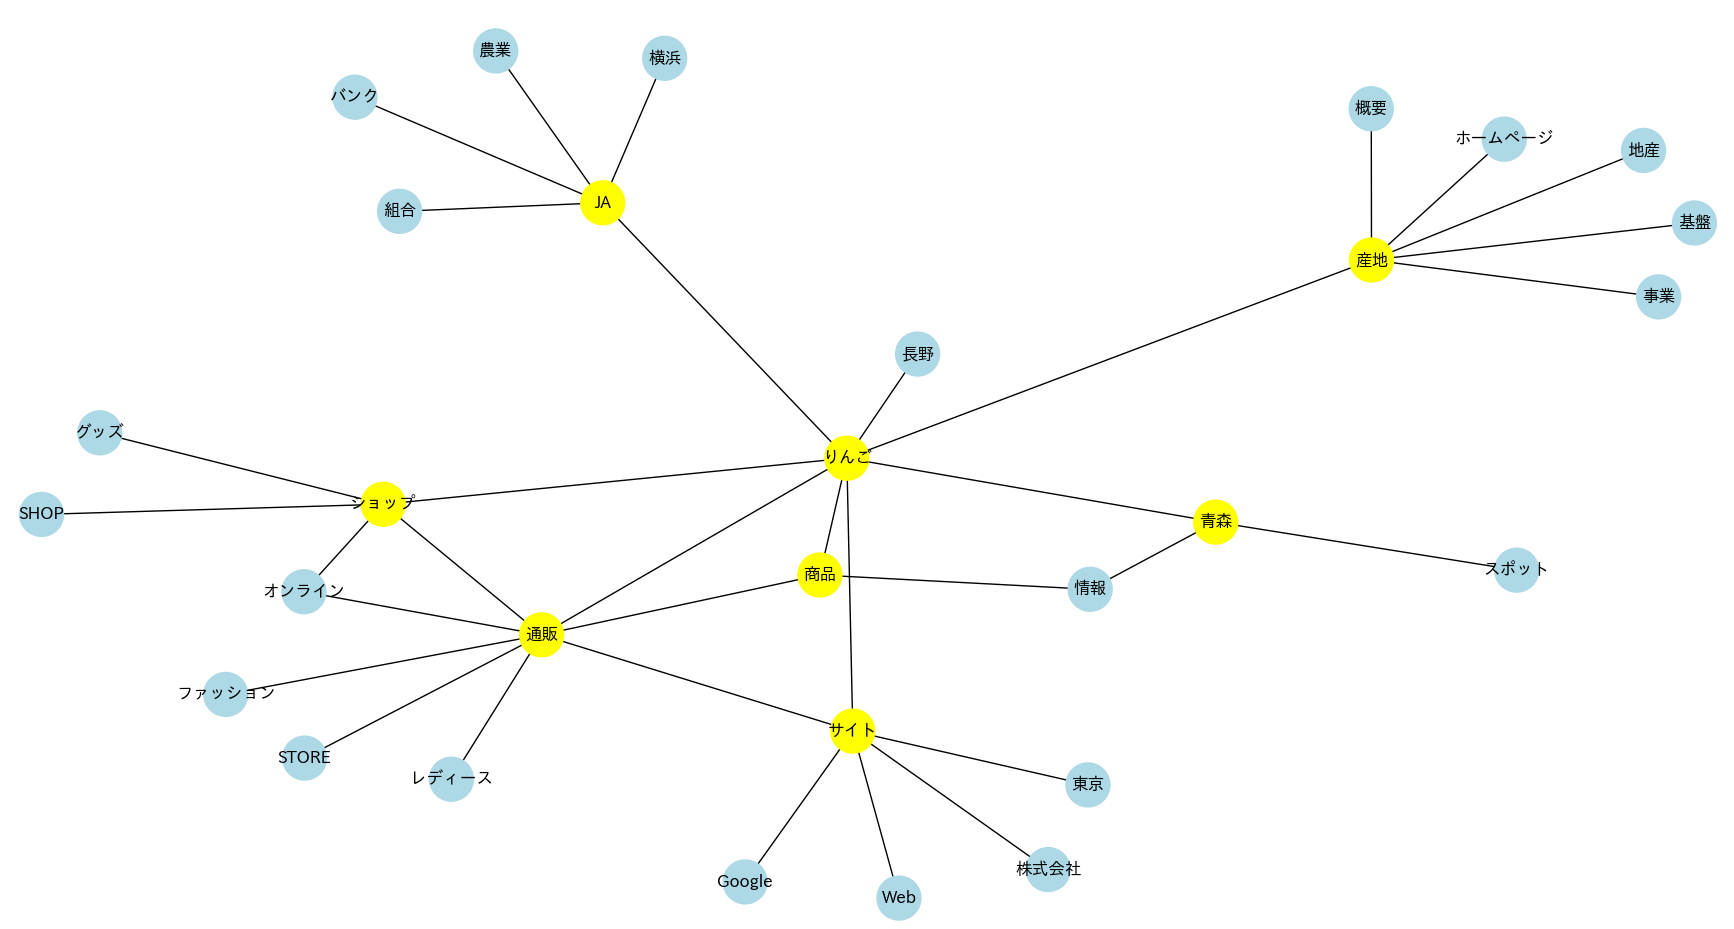 農業
横浜
バンク
概要
ホームページ
地産
JA
組合
基盤
産地
事業
長野
グッズ
りんご
ショップ
SHOP
青森
スポット
商品
情報
オンライン
通販
ファッション
サイト
STORE
レディース
東京
株式会社
Google
Web